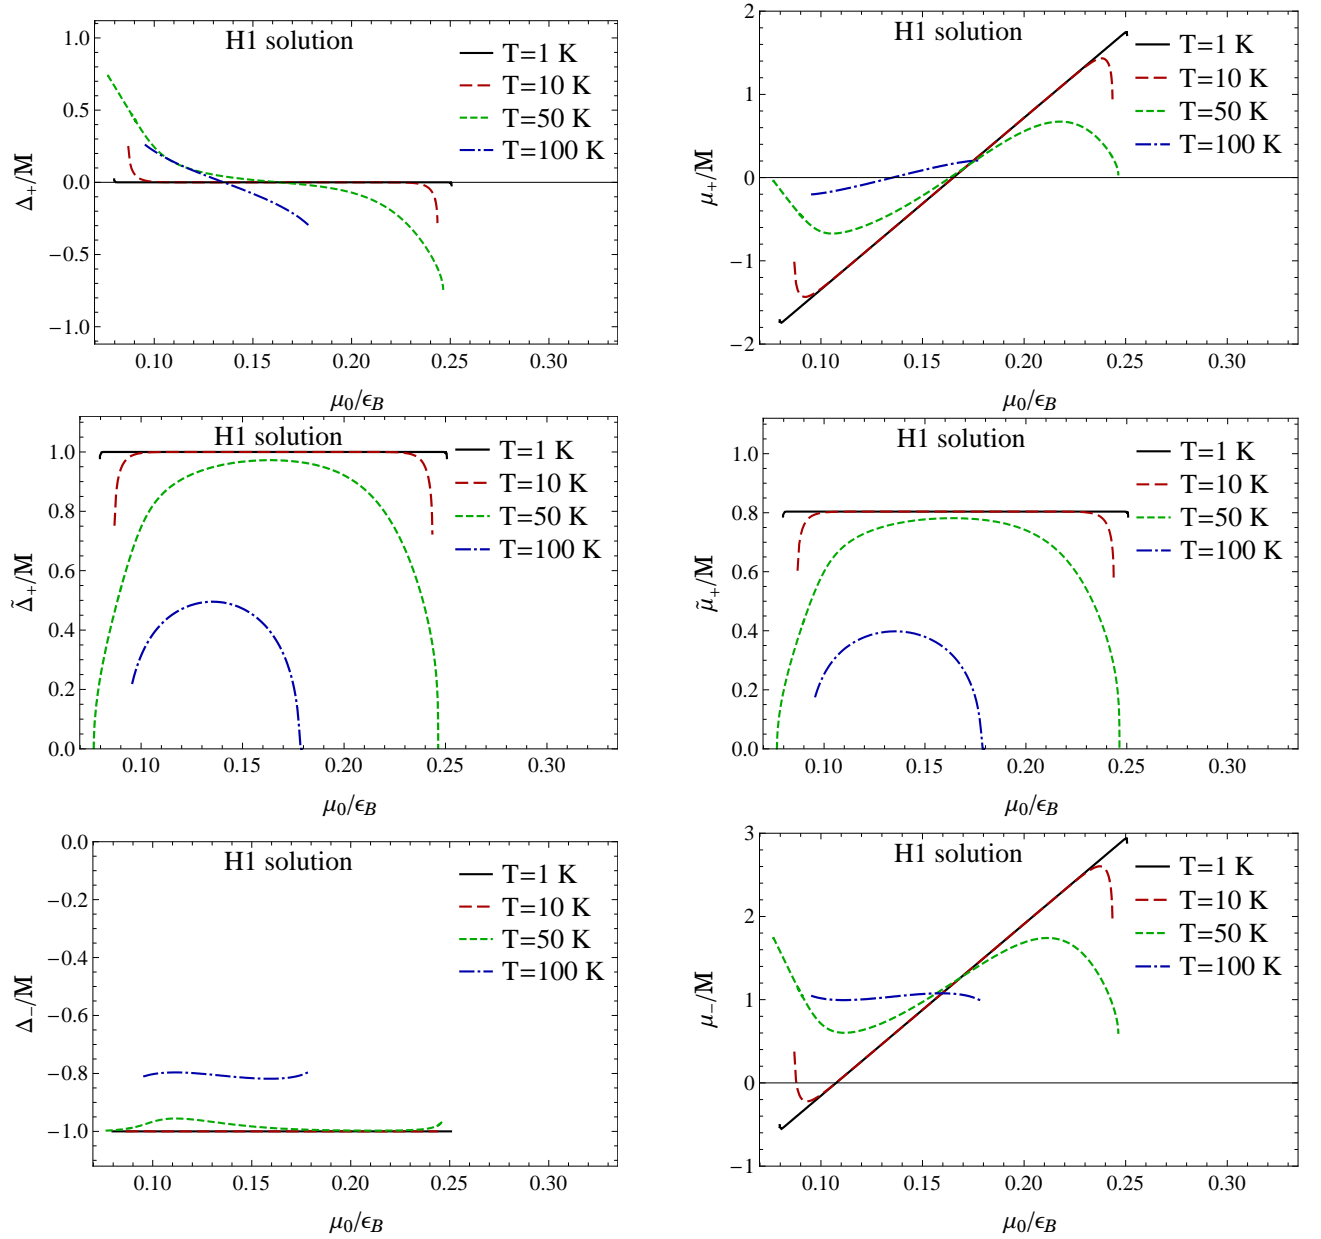 H1 solution
T=1 K
T=10 K
T=50 K
T=100 K
1.0
0.5
0.0
−0.5
−1.0
Δ₊/M
0.10 0.15 0.20 0.25 0.30
μ₀/ϵ_B
H1 solution
T=1 K
T=10 K
T=50 K
T=100 K
2
1
0
−1
−2
μ₊/M
0.10 0.15 0.20 0.25 0.30
μ₀/ϵ_B
H1 solution
T=1 K
T=10 K
T=50 K
T=100 K
1.0
0.8
0.6
0.4
0.2
0.0
Δ̃₊/M
0.10 0.15 0.20 0.25 0.30
μ₀/ϵ_B
H1 solution
T=1 K
T=10 K
T=50 K
T=100 K
1.0
0.8
0.6
0.4
0.2
0.0
μ̃₊/M
0.10 0.15 0.20 0.25 0.30
μ₀/ϵ_B
H1 solution
T=1 K
T=10 K
T=50 K
T=100 K
0.0
−0.2
−0.4
−0.6
−0.8
−1.0
Δ₋/M
0.10 0.15 0.20 0.25 0.30
μ₀/ϵ_B
H1 solution
T=1 K
T=10 K
T=50 K
T=100 K
3
2
1
0
−1
μ₋/M
0.10 0.15 0.20 0.25 0.30
μ₀/ϵ_B